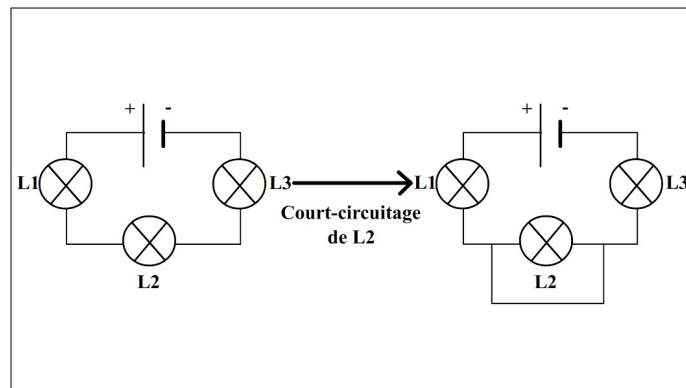 + -
L1
L3
L2
Court-circuitage
de L2
+ -
L1
L3
L2